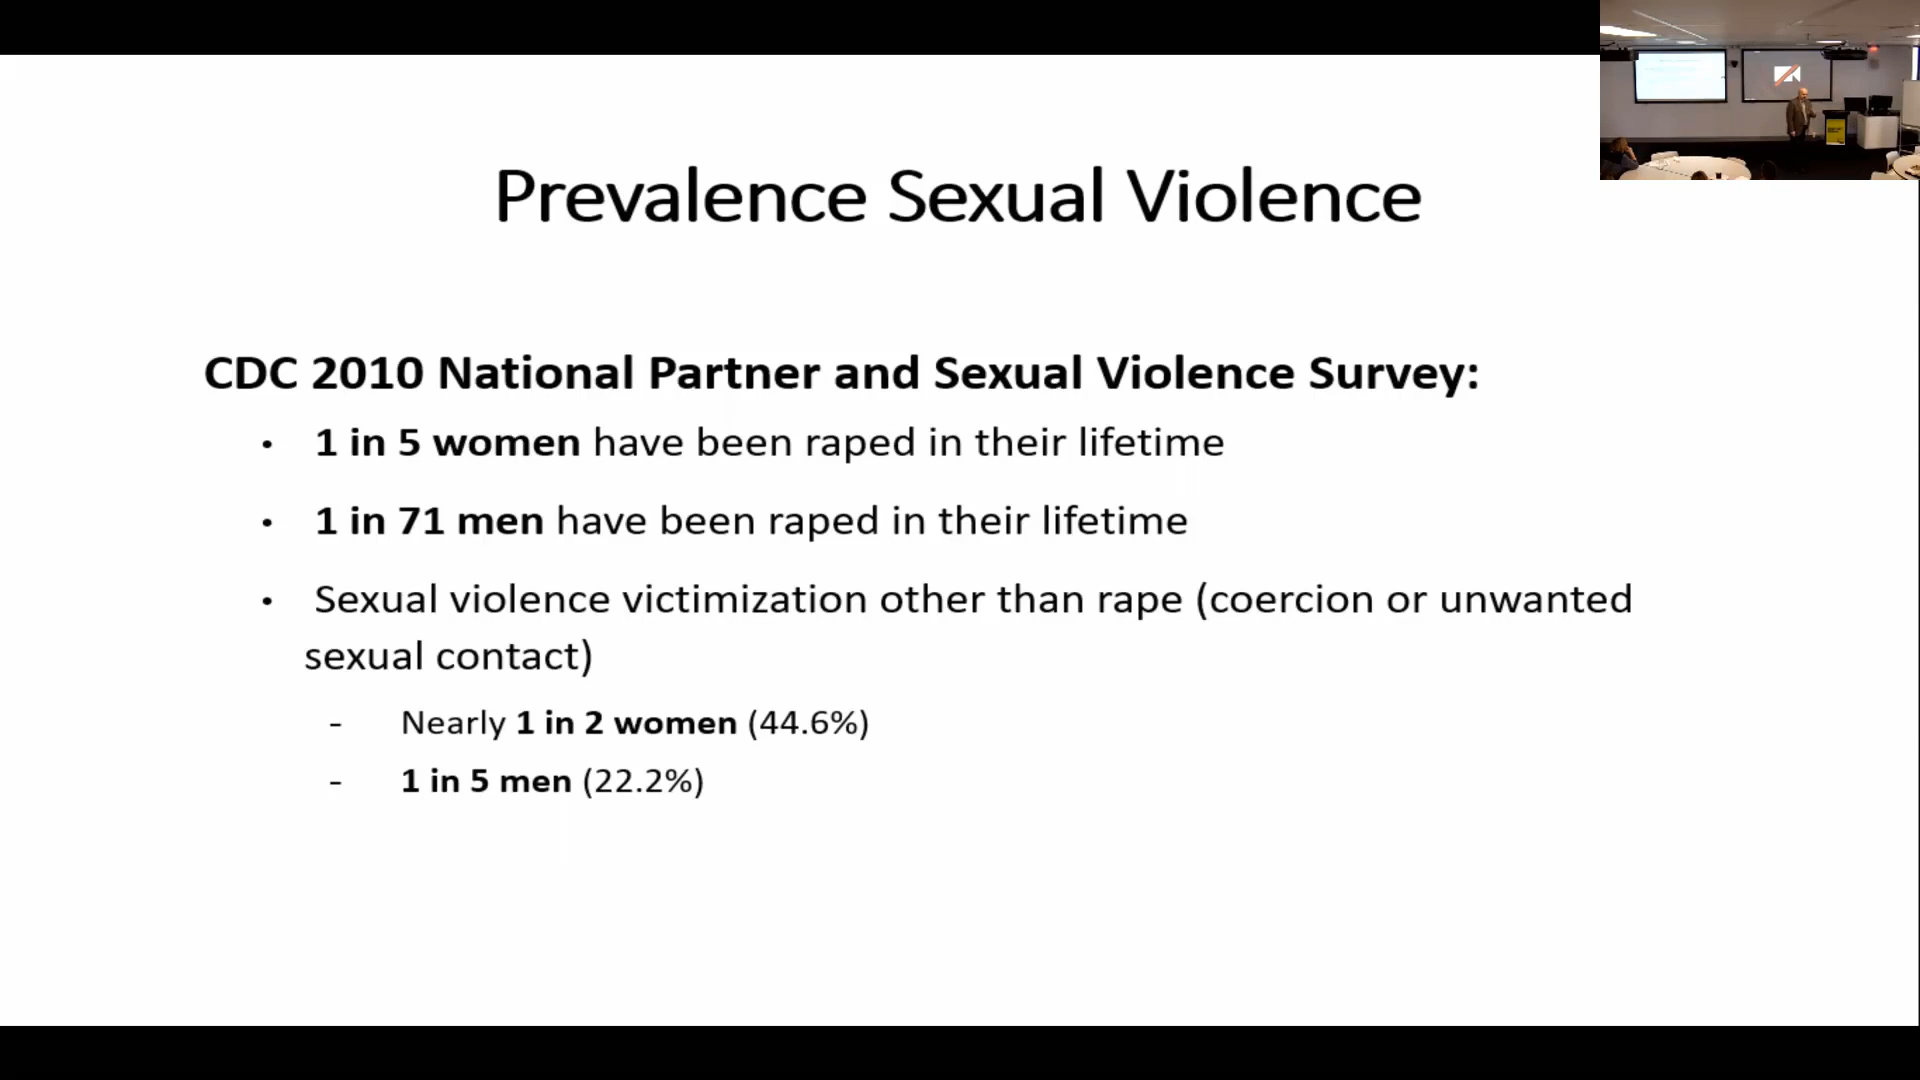 Prevalence Sexual Violence
CDC 2010 National Partner and Sexual Violence Survey:
• 1 in 5 women have been raped in their lifetime
• 1 in 71 men have been raped in their lifetime
• Sexual violence victimization other than rape (coercion or unwanted
sexual contact)
- Nearly 1 in 2 women (44.6%)
- 1 in 5 men (22.2%)